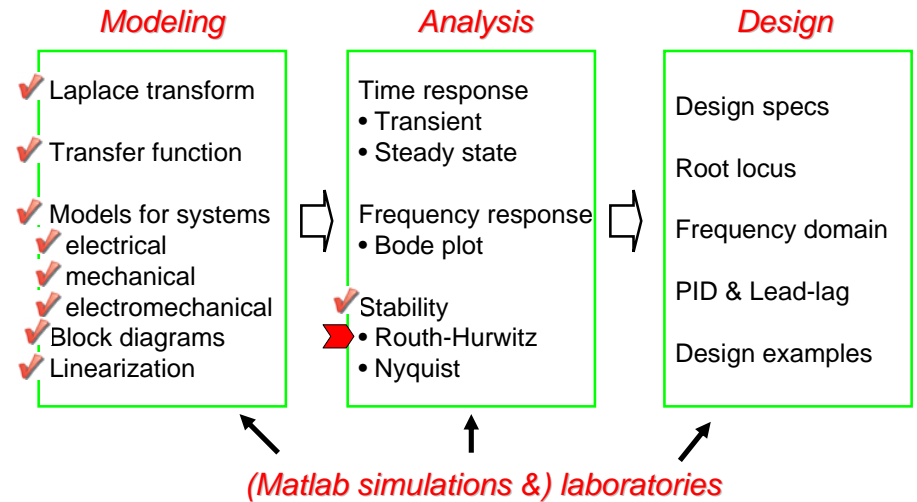 Modeling
Laplace transform
Transfer function
Models for systems
electrical
mechanical
electromechanical
Block diagrams
Linearization
Analysis
Time response
• Transient
• Steady state
Frequency response
• Bode plot
Stability
• Routh-Hurwitz
• Nyquist
Design
Design specs
Root locus
Frequency domain
PID & Lead-lag
Design examples
(Matlab simulations &) laboratories